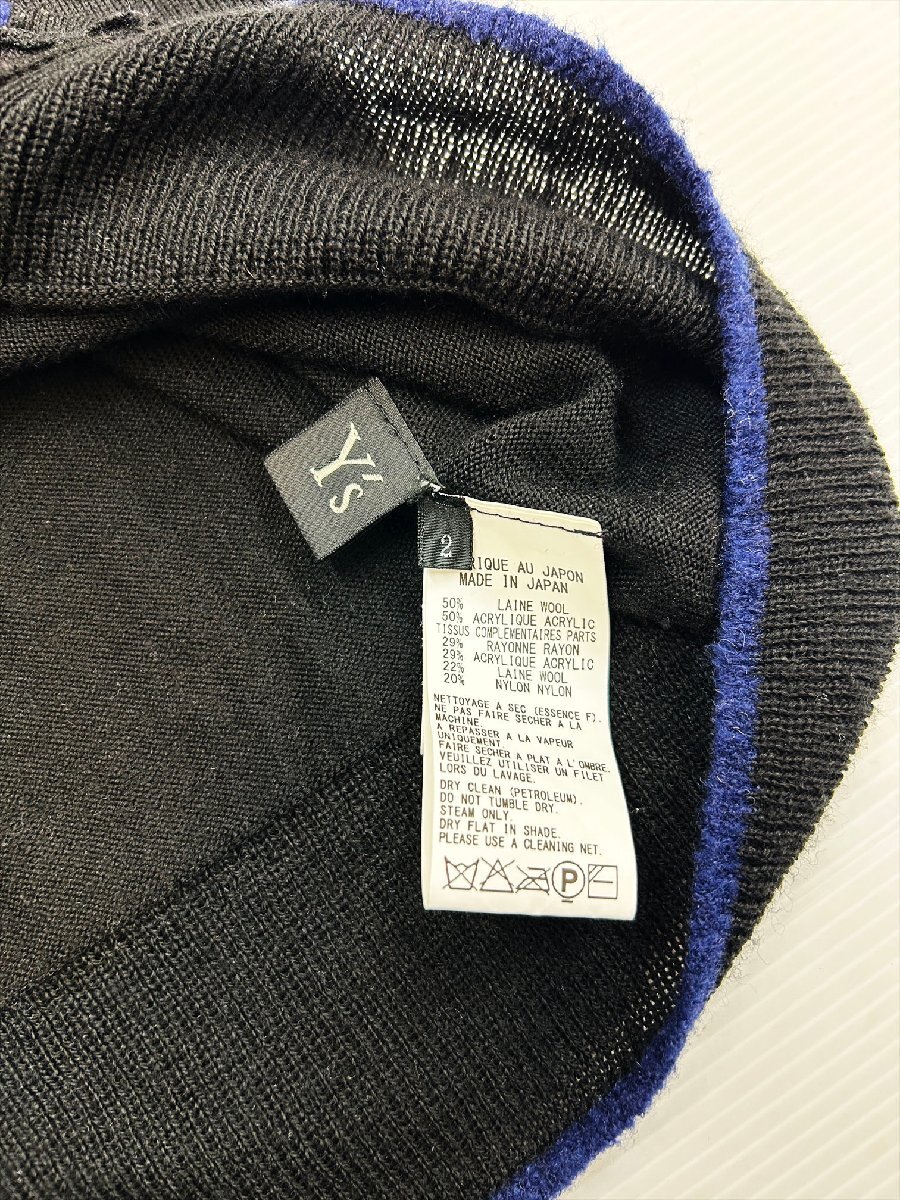 Y's
2
RIQUE AU JAPON
MADE IN JAPAN
50% LAINE WOOL
50% ACRYLIQUE ACRYLIC
TISSUS COMPLEMENTAIRES PARTS
29% RAYONNE RAYON
29% ACRYLIQUE ACRYLIC
22% LAINE WOOL
20% NYLON NYLON
NETTOYAGE A SEC (ESSENCE F).
NE PAS FAIRE SECHER A LA
MACHINE.
A REPASSER A LA VAPEUR
UNIQUEMENT.
FAIRE SECHER A PLAT A L'OMBRE.
VEUILLEZ UTILISER UN FILET
LORS DU LAVAGE.
DRY CLEAN (PETROLEUM).
DO NOT TUMBLE DRY.
STEAM ONLY.
DRY FLAT IN SHADE.
PLEASE USE A CLEANING NET.
P